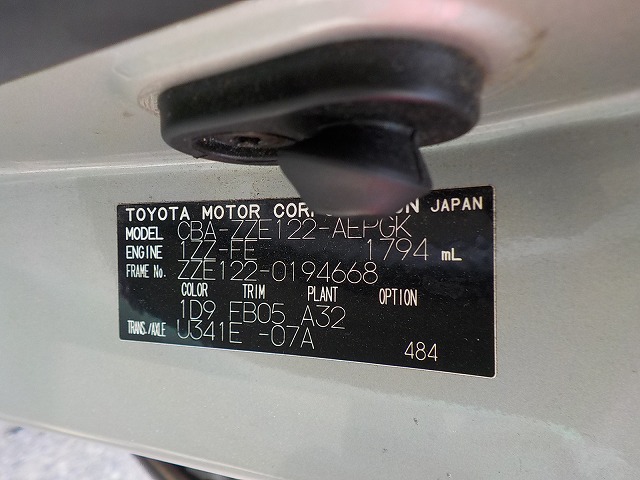 TOYOTA MOTOR CORPORATION JAPAN
MODEL CBA-ZZE122-AEPGK
ENGINE 1ZZ-FE 1794 mL
FRAME No. ZZE122-0194668
COLOR TRIM PLANT OPTION
1D9 FB05 A32
TRANS./AXLE U341E -07A
484